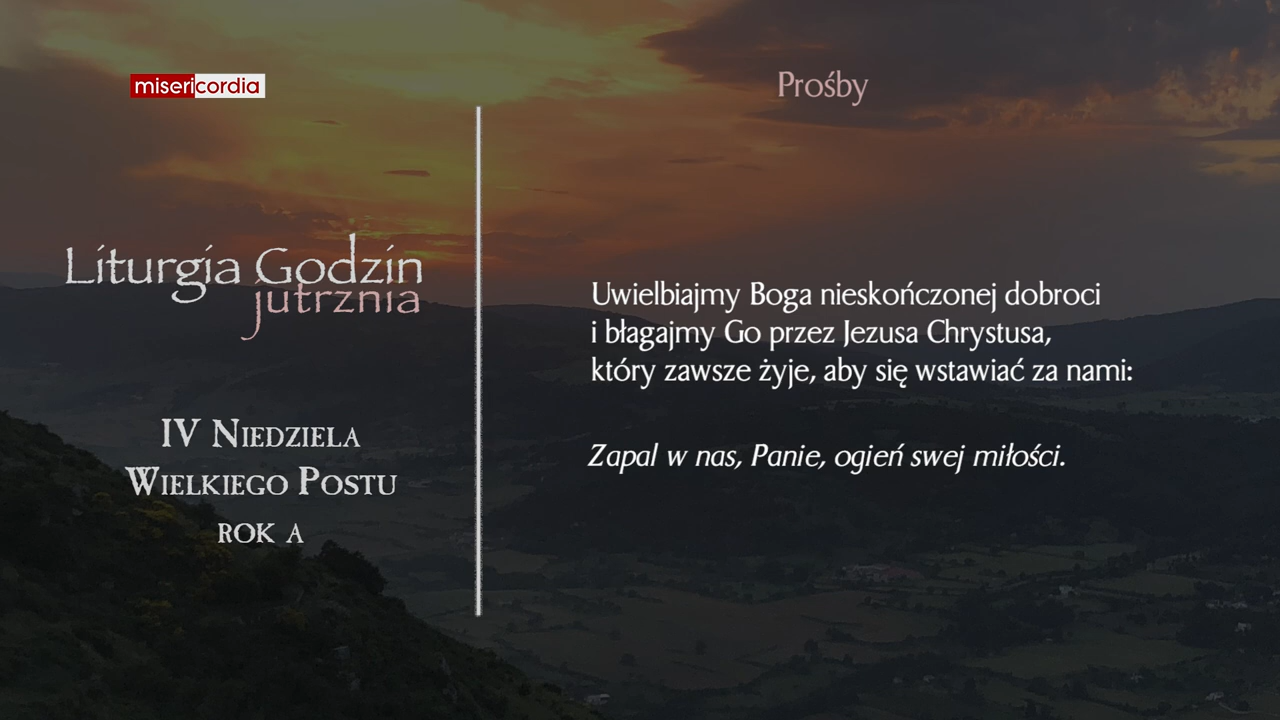 misericordia
Liturgia Godzin
jutrznia
IV Niedziela
Wielkiego Postu
rok A
Prośby
Uwielbiajmy Boga nieskończonej dobroci
i błagajmy Go przez Jezusa Chrystusa,
który zawsze żyje, aby się wstawiać za nami:
Zapal w nas, Panie, ogień swej miłości.